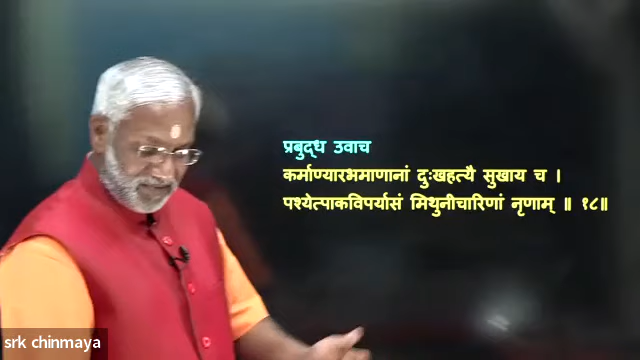 प्रबुद्ध उवाच
कर्माण्यारभमाणानां दुःखहत्यै सुखाय च ।
पश्येत्पाकविपर्यासं मिथुनीचारिणां नृणाम् ॥ १८॥
srk chinmaya